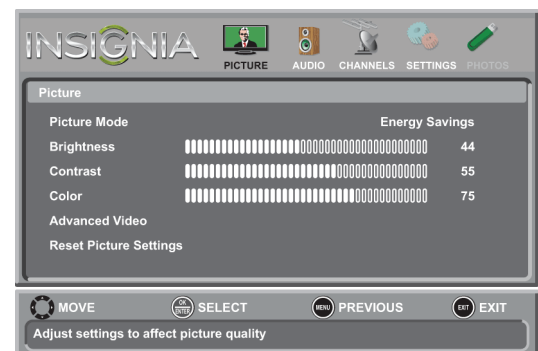 INSIGNIA
PICTURE AUDIO CHANNELS SETTINGS PHOTOS
Picture
Picture Mode Energy Savings
Brightness 44
Contrast 55
Color 75
Advanced Video
Reset Picture Settings
MOVE OK ENTER SELECT MENU PREVIOUS EXIT EXIT
Adjust settings to affect picture quality